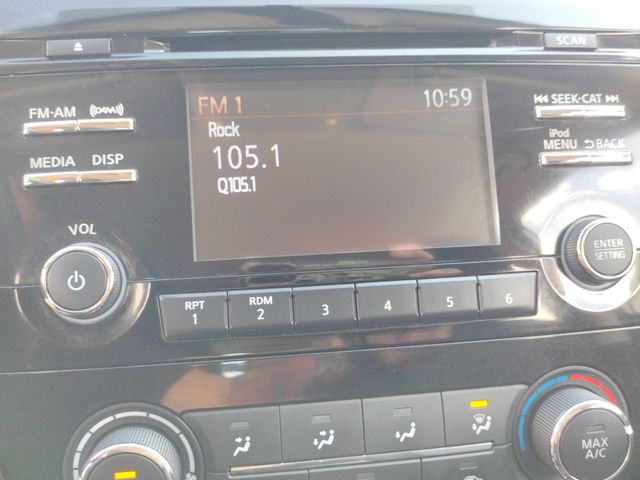 SCAN
FM·AM
MEDIA DISP
VOL
FM 1 10:59
Rock
105.1
Q105.1
SEEK·CAT
iPod
MENU BACK
ENTER
SETTING
RPT
1
RDM
2
3
4
5
6
MAX
A/C